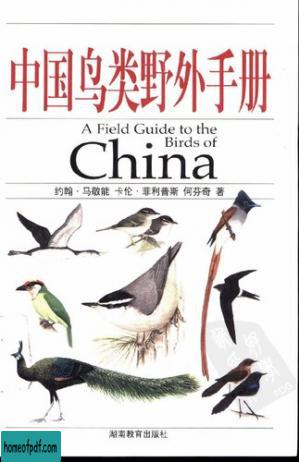 中国鸟类野外手册
A Field Guide to the
Birds of
China
约翰·马敬能 卡伦·菲利普斯 何芬奇 著
湖南教育出版社
homeofpdf.com